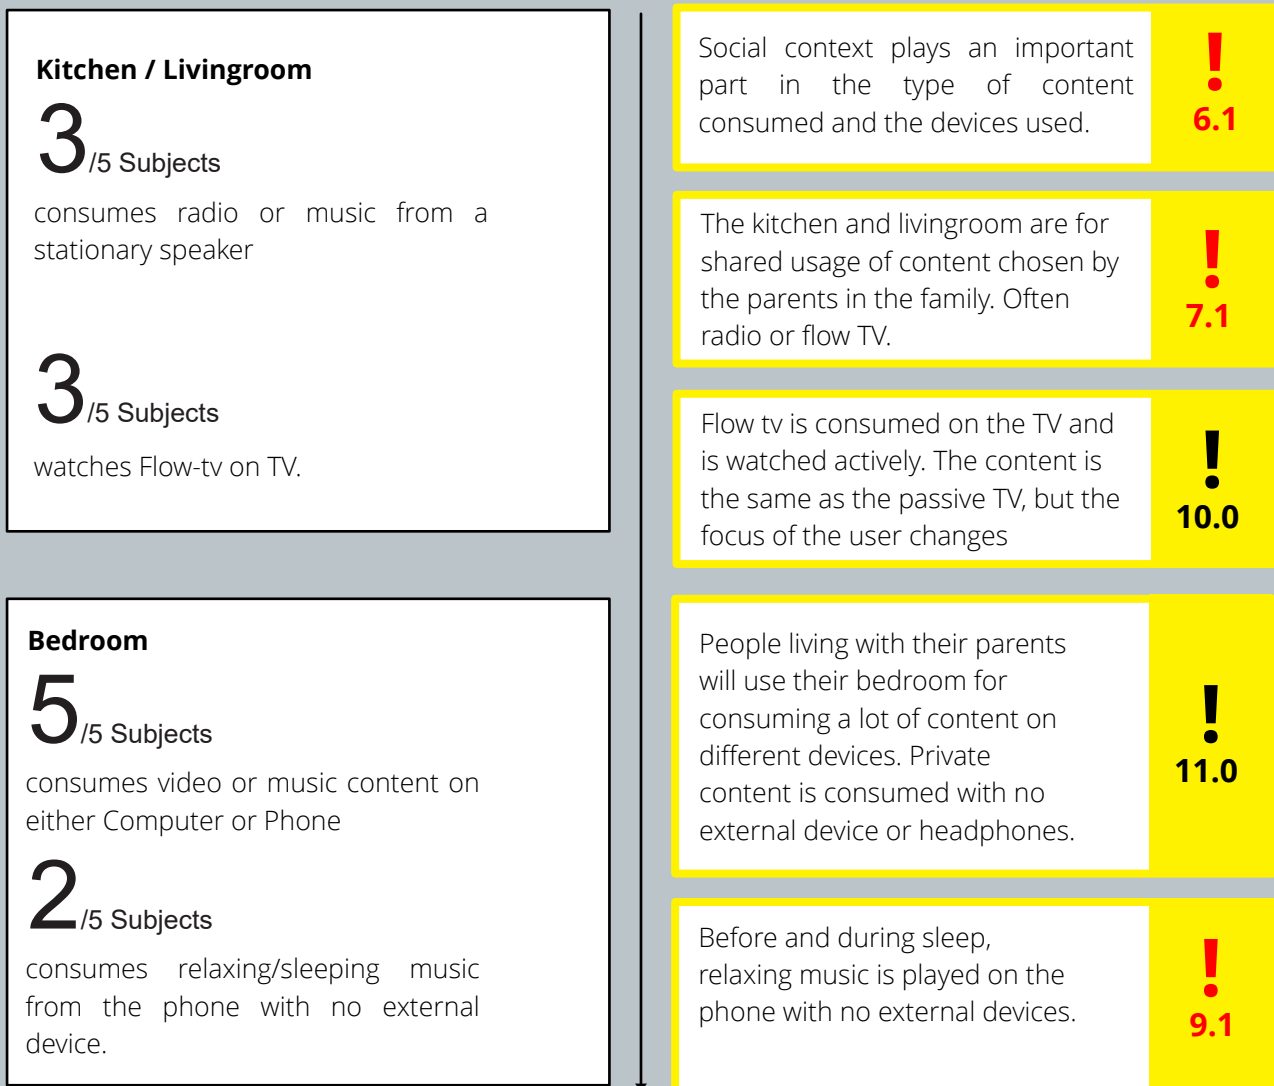 Kitchen / Livingroom
3/5 Subjects
consumes radio or music from a
stationary speaker
3/5 Subjects
watches Flow-tv on TV.
Bedroom
5/5 Subjects
consumes video or music content on
either Computer or Phone
2/5 Subjects
consumes relaxing/sleeping music
from the phone with no external
device.
Social context plays an important
part in the type of content
consumed and the devices used.
!
6.1
The kitchen and livingroom are for
shared usage of content chosen by
the parents in the family. Often
radio or flow TV.
!
7.1
Flow tv is consumed on the TV and
is watched actively. The content is
the same as the passive TV, but the
focus of the user changes
!
10.0
People living with their parents
will use their bedroom for
consuming a lot of content on
different devices. Private
content is consumed with no
external device or headphones.
!
11.0
Before and during sleep,
relaxing music is played on the
phone with no external devices.
!
9.1